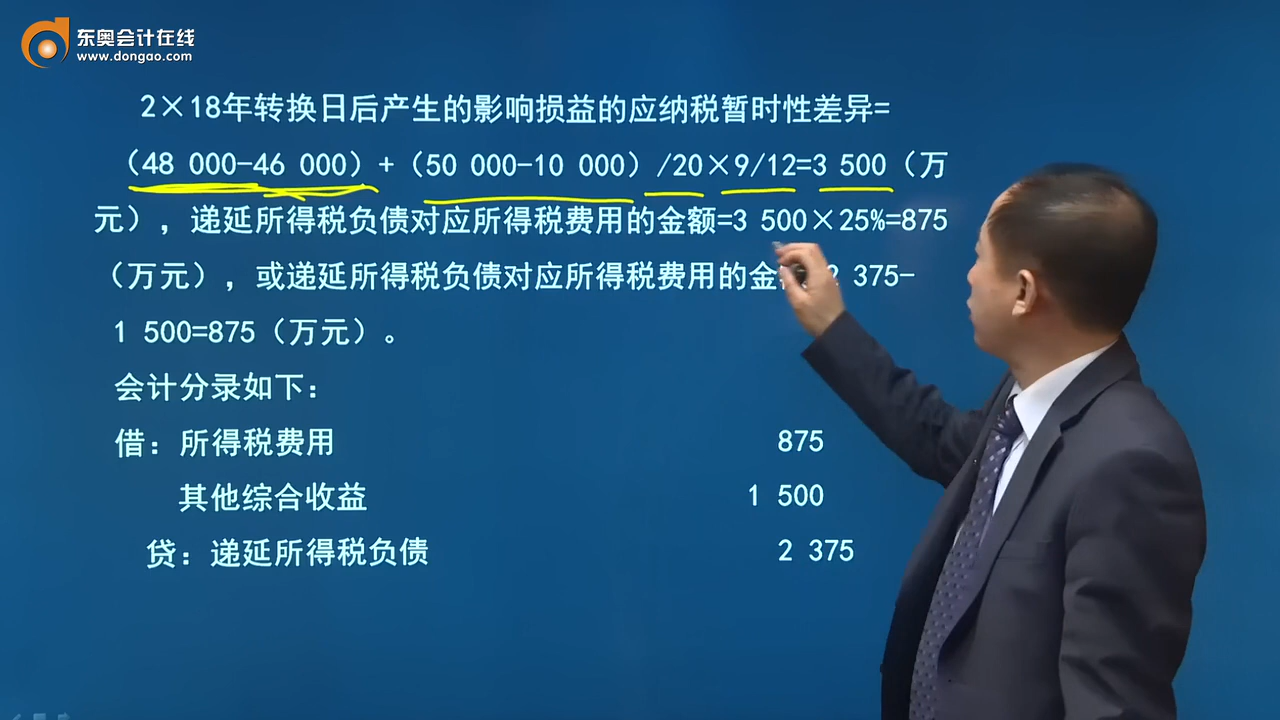 东奥会计在线
www.dongao.com
2×18年转换日后产生的影响损益的应纳税暂时性差异=
（48 000-46 000）+（50 000-10 000）/20×9/12=3 500（万
元），递延所得税负债对应所得税费用的金额=3 500×25%=875
（万元），或递延所得税负债对应所得税费用的金 2 375-
1 500=875（万元）。
会计分录如下：
借：所得税费用 875
其他综合收益 1 500
贷：递延所得税负债 2 375